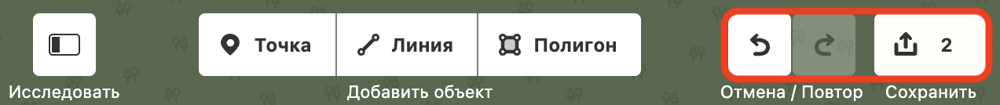 Точка Линия Полигон 2
Исследовать Добавить объект Отмена / Повтор Сохранить